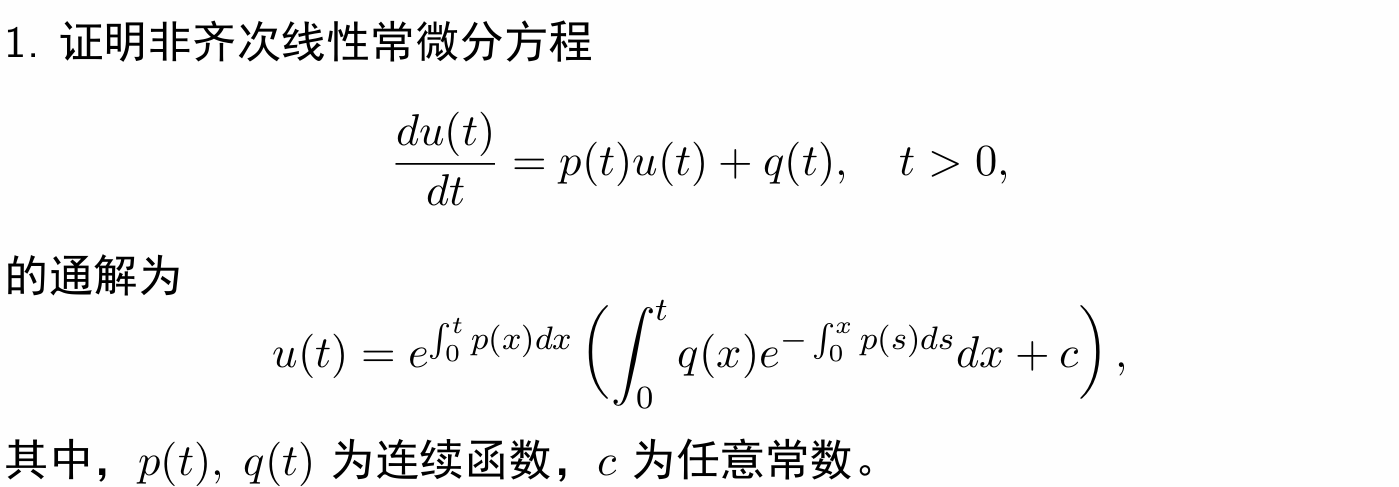 1. 证明非齐次线性常微分方程
$$\frac{du(t)}{dt} = p(t)u(t) + q(t), \quad t > 0,$$
的通解为
$$u(t) = e^{\int_0^t p(x)dx} \left( \int_0^t q(x)e^{-\int_0^x p(s)ds} dx + c \right),$$
其中，$p(t), \ q(t)$ 为连续函数，$c$ 为任意常数。